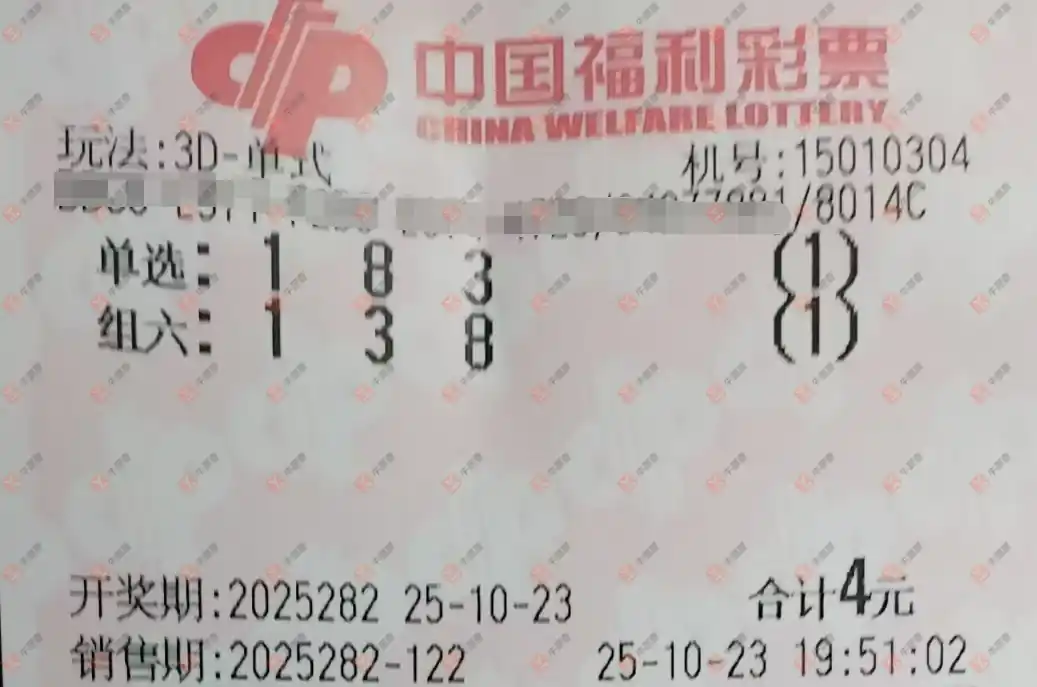 中国福利彩票
CHINA WELFARE LOTTERY
玩法:3D-单式 机号:15010304
/8014C
单选: 1 8 3 (1)
组六: 1 3 8 (1)
开奖期:2025282 25-10-23 合计4元
销售期:2025282-122 25-10-23 19:51:02